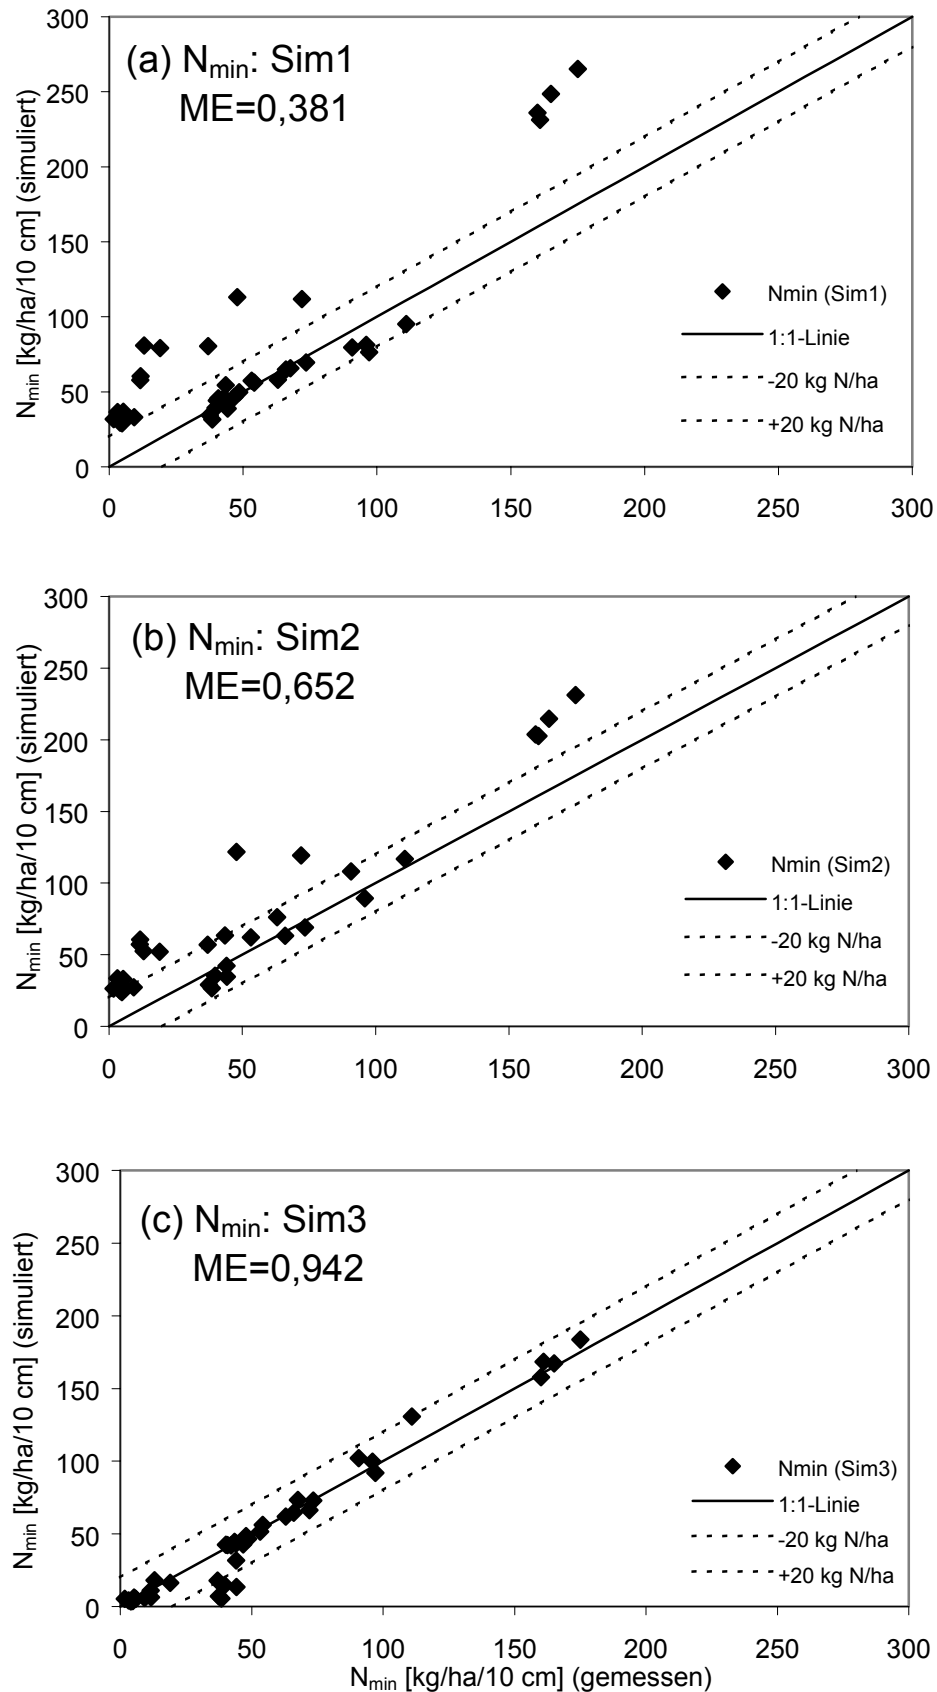 (a) Nmin: Sim1
ME=0,381
Nmin [kg/ha/10 cm] (simuliert)
300
250
200
150
100
50
0
Nmin (Sim1)
1:1-Linie
-20 kg N/ha
+20 kg N/ha
0 50 100 150 200 250 300
(b) Nmin: Sim2
ME=0,652
Nmin [kg/ha/10 cm] (simuliert)
300
250
200
150
100
50
0
Nmin (Sim2)
1:1-Linie
-20 kg N/ha
+20 kg N/ha
0 50 100 150 200 250 300
(c) Nmin: Sim3
ME=0,942
Nmin [kg/ha/10 cm] (simuliert)
300
250
200
150
100
50
0
Nmin (Sim3)
1:1-Linie
-20 kg N/ha
+20 kg N/ha
0 50 100 150 200 250 300
Nmin [kg/ha/10 cm] (gemessen)